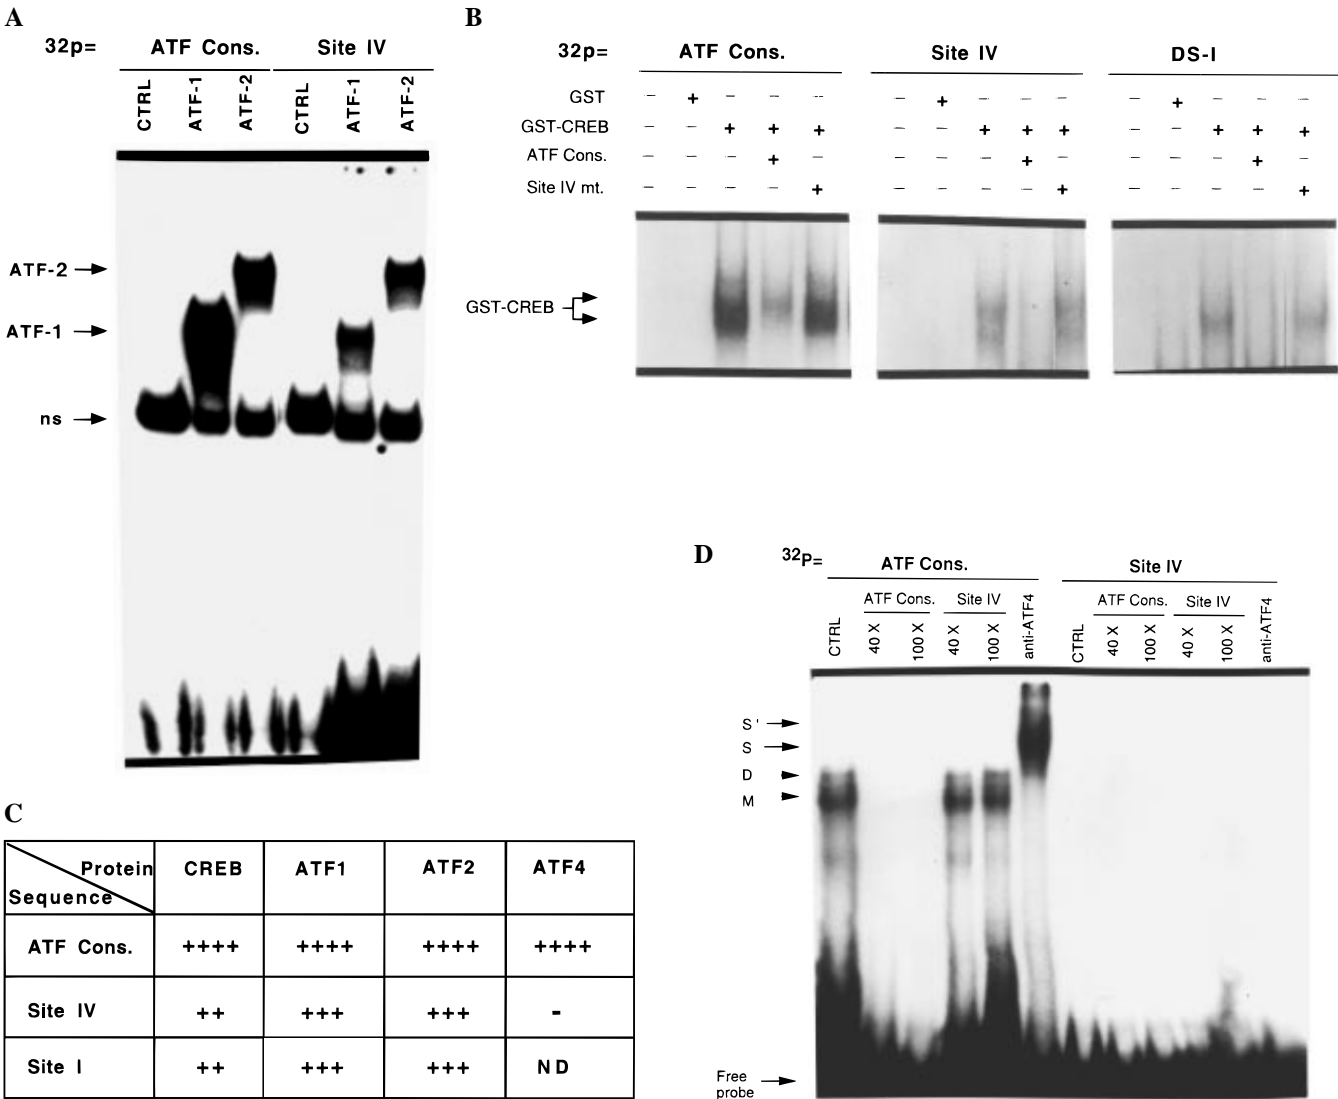 A
32p=
ATF Cons.
Site IV
CTRL
ATF-1
ATF-2
CTRL
ATF-1
ATF-2
ATF-2
ATF-1
ns
B
32p=
ATF Cons.
Site IV
DS-I
GST
– + – – –
– + – – –
– + – – –
GST-CREB
– – + + +
– – + + +
– – + + +
ATF Cons.
– – – + –
– – – + –
– – – + –
Site IV mt.
– – – – +
– – – – +
– – – – +
GST-CREB
C
Protein
Sequence
CREB
ATF1
ATF2
ATF4
ATF Cons.
++++
++++
++++
++++
Site IV
++
+++
+++
-
Site I
++
+++
+++
ND
D
32P=
ATF Cons.
Site IV
ATF Cons.
Site IV
ATF Cons.
Site IV
CTRL
40 X
100 X
40 X
100 X
anti-ATF4
CTRL
40 X
100 X
40 X
100 X
anti-ATF4
S'
S
D
M
Free
probe